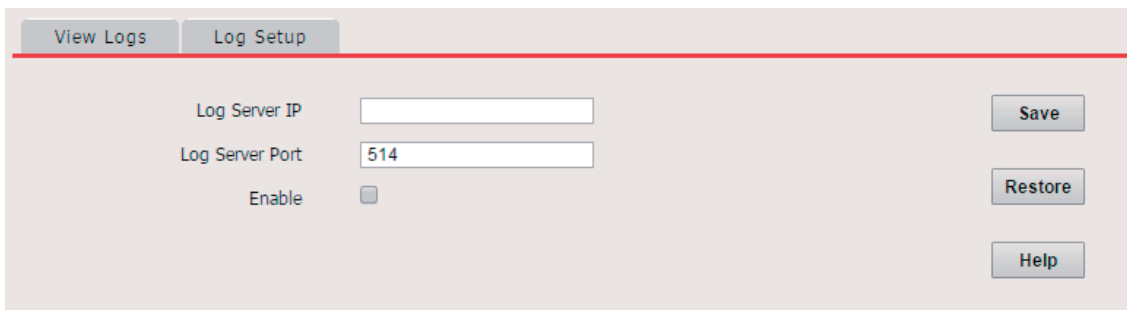 View Logs Log Setup
Log Server IP Save
Log Server Port 514
Enable Restore
Help